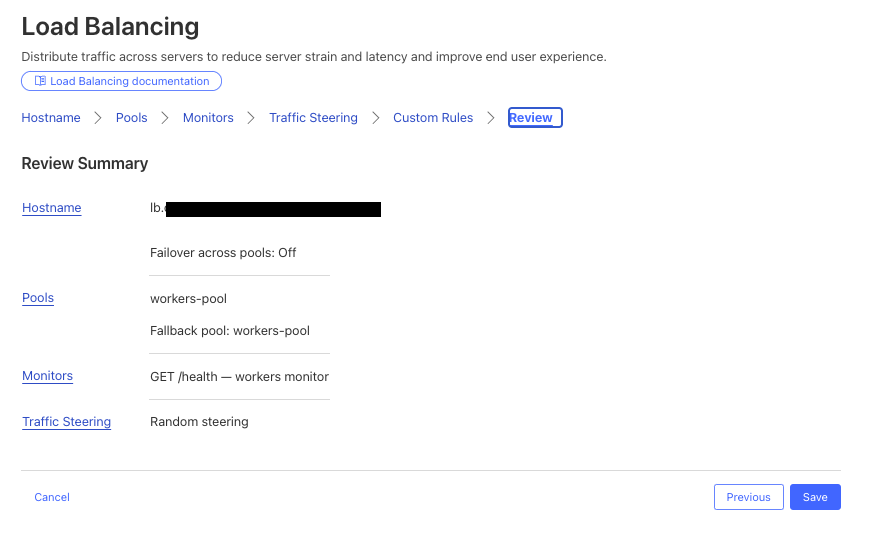 Load Balancing
Distribute traffic across servers to reduce server strain and latency and improve end user experience.
Load Balancing documentation
Hostname > Pools > Monitors > Traffic Steering > Custom Rules > Review
Review Summary
Hostname lb.
Failover across pools: Off
Pools workers-pool
Fallback pool: workers-pool
Monitors GET /health — workers monitor
Traffic Steering Random steering
Cancel Previous Save